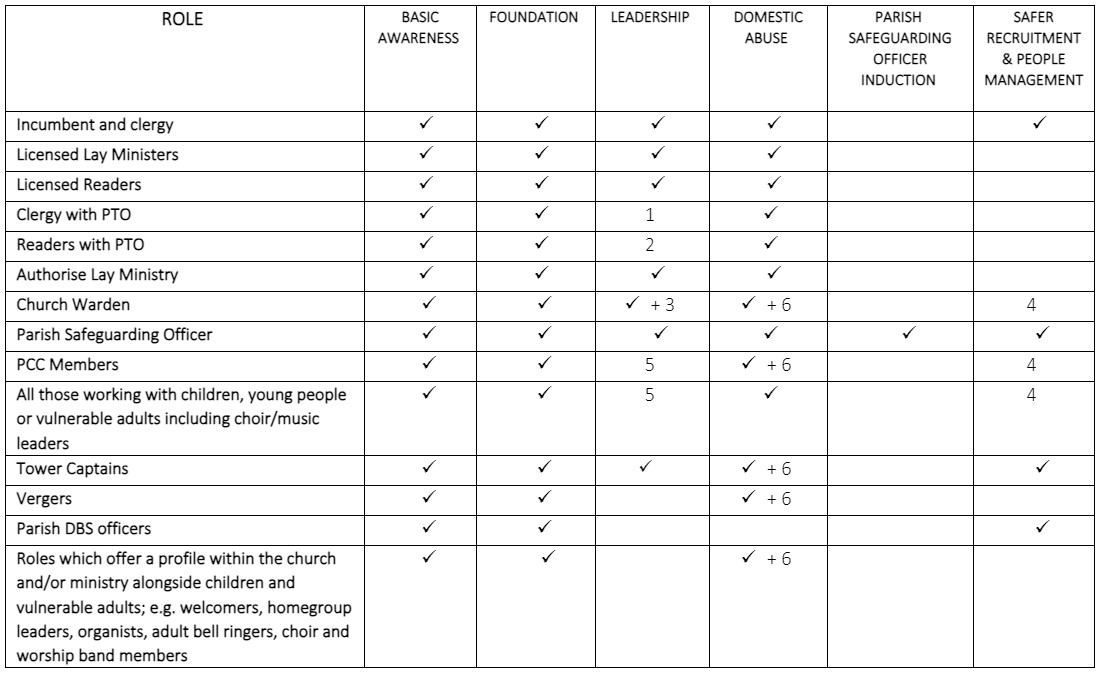 ROLE BASIC AWARENESS FOUNDATION LEADERSHIP DOMESTIC ABUSE PARISH SAFEGUARDING OFFICER INDUCTION SAFER RECRUITMENT & PEOPLE MANAGEMENT
Incumbent and clergy ✓ ✓ ✓ ✓ ✓
Licensed Lay Ministers ✓ ✓ ✓ ✓
Licensed Readers ✓ ✓ ✓ ✓
Clergy with PTO ✓ ✓ 1 ✓
Readers with PTO ✓ ✓ 2 ✓
Authorise Lay Ministry ✓ ✓ ✓ ✓
Church Warden ✓ ✓ ✓ + 3 ✓ + 6 4
Parish Safeguarding Officer ✓ ✓ ✓ ✓ ✓ ✓
PCC Members ✓ ✓ 5 ✓ + 6 4
All those working with children, young people ✓ ✓ 5 ✓ 4
or vulnerable adults including choir/music
leaders
Tower Captains ✓ ✓ ✓ ✓ + 6 ✓
Vergers ✓ ✓ ✓ + 6
Parish DBS officers ✓ ✓ ✓
Roles which offer a profile within the church ✓ ✓ ✓ + 6
and/or ministry alongside children and
vulnerable adults; e.g. welcomers, homegroup
leaders, organists, adult bell ringers, choir and
worship band members